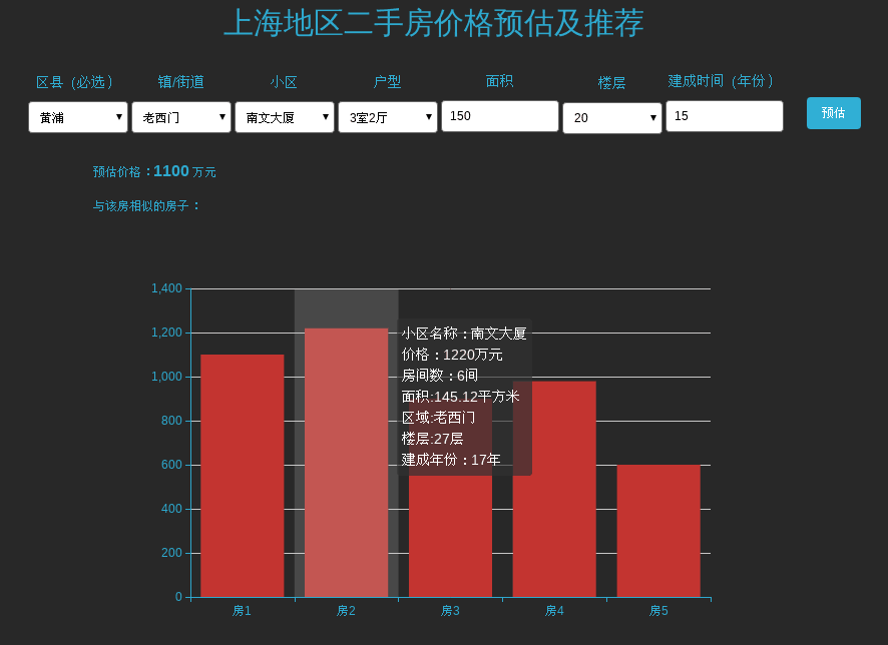 上海地区二手房价格预估及推荐
区县（必选） 镇/街道 小区 户型 面积 楼层 建成时间（年份）
黄浦 老西门 南文大厦 3室2厅 150 20 15 预估
预估价格：1100 万元
与该房相似的房子：
1,400
1,200
1,000
800
600
400
200
0
小区名称：南文大厦
价格：1220万元
房间数：6间
面积:145.12平方米
区域:老西门
楼层:27层
建成年份：17年
房1 房2 房3 房4 房5